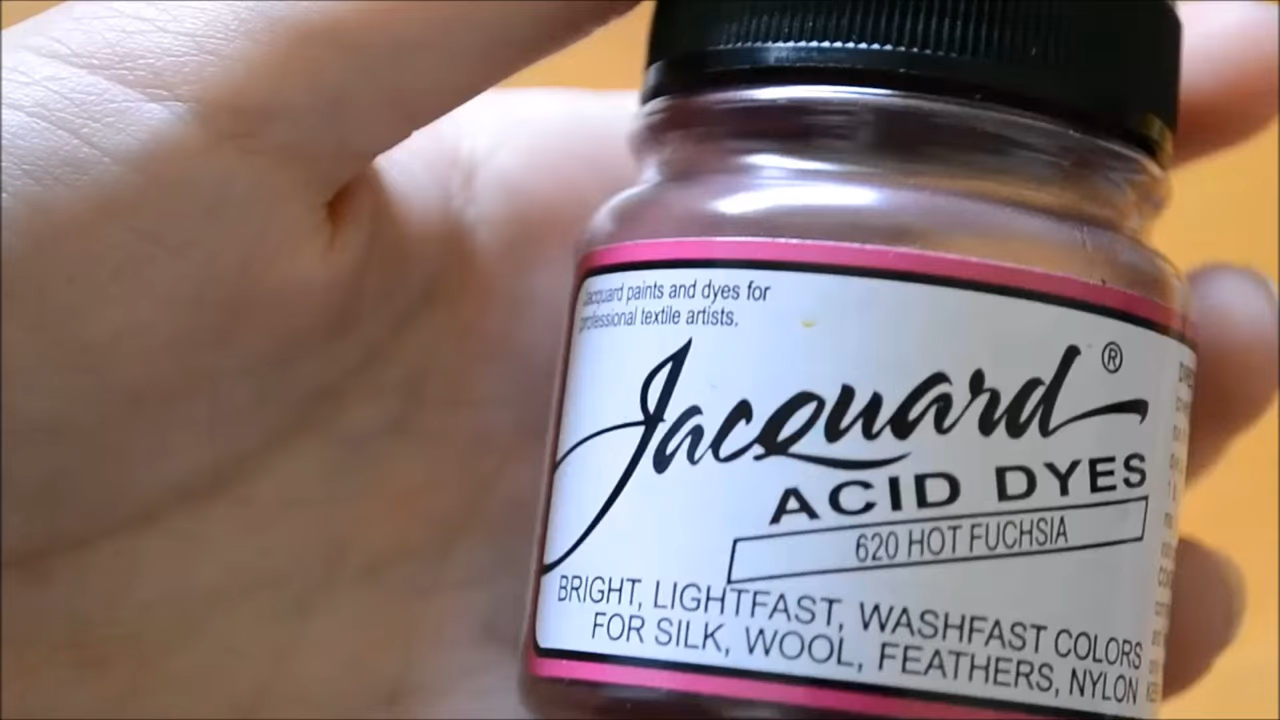 Jacquard paints and dyes for
professional textile artists.
Jacquard®
ACID DYES
620 HOT FUCHSIA
BRIGHT, LIGHTFAST, WASHFAST COLORS
FOR SILK, WOOL, FEATHERS, NYLON